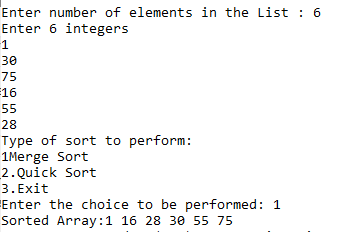 Enter number of elements in the List : 6
Enter 6 integers
1
30
75
16
55
28
Type of sort to perform:
1Merge Sort
2.Quick Sort
3.Exit
Enter the choice to be performed: 1
Sorted Array:1 16 28 30 55 75